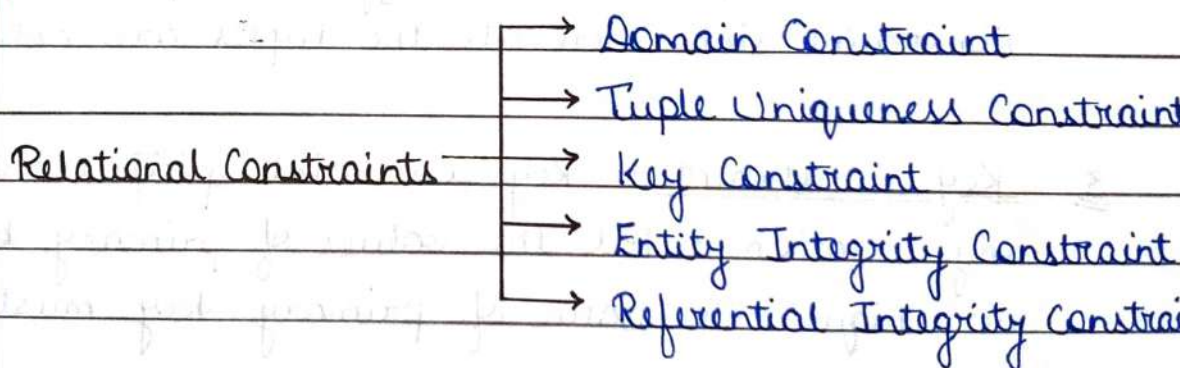 Domain Constraint
Tuple Uniqueness Constraint
Relational Constraints
Key Constraint
Entity Integrity Constraint
Referential Integrity Constrai